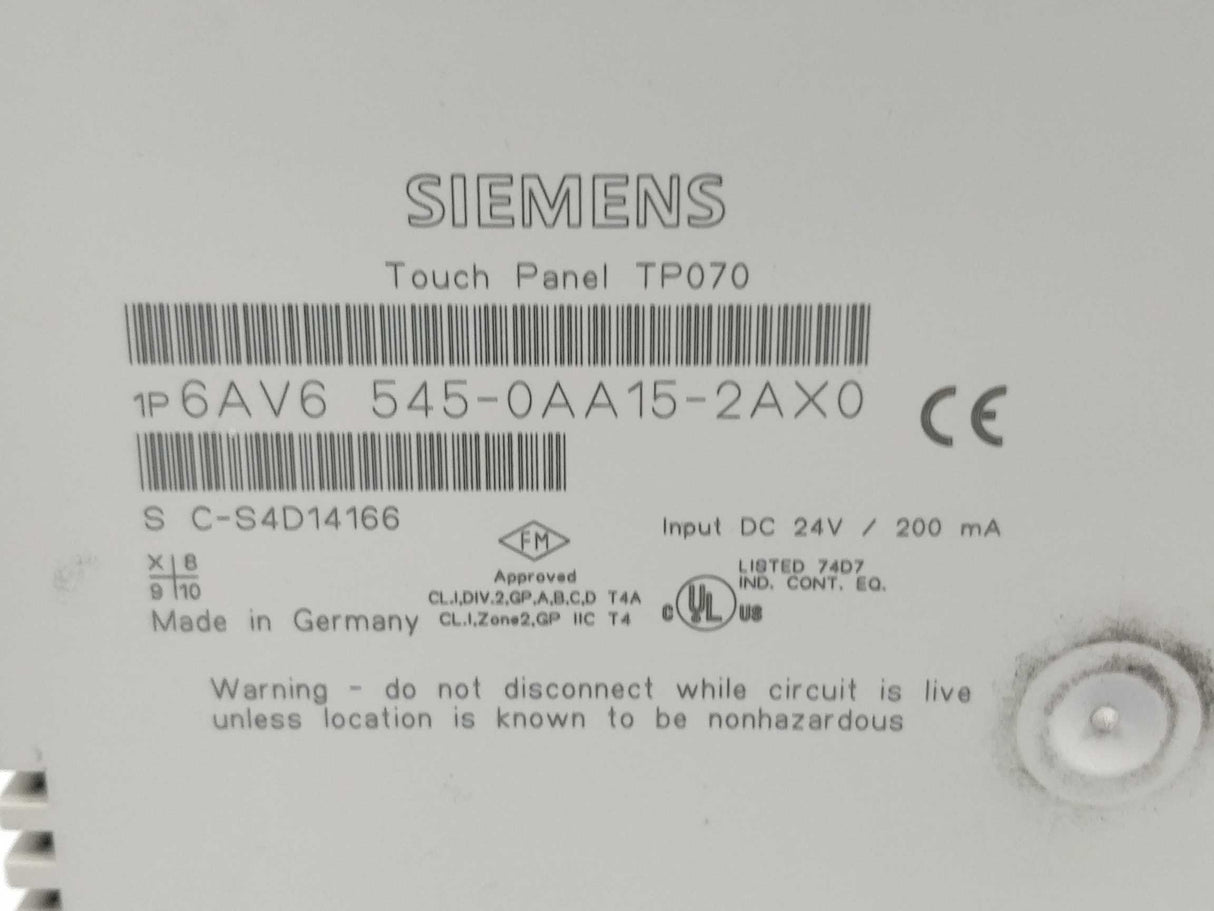 SIEMENS
Touch Panel TP070
1P 6AV6 545-0AA15-2AX0
CE
S C-S4D14166
Input DC 24V / 200 mA
X 8
9 10
FM
Approved
CL.I,DIV.2,GP,A,B,C,D T4A
CL.I,Zone2,GP IIC T4
C UL US
LISTED 74D7
IND. CONT. EQ.
Made in Germany
Warning - do not disconnect while circuit is live
unless location is known to be nonhazardous